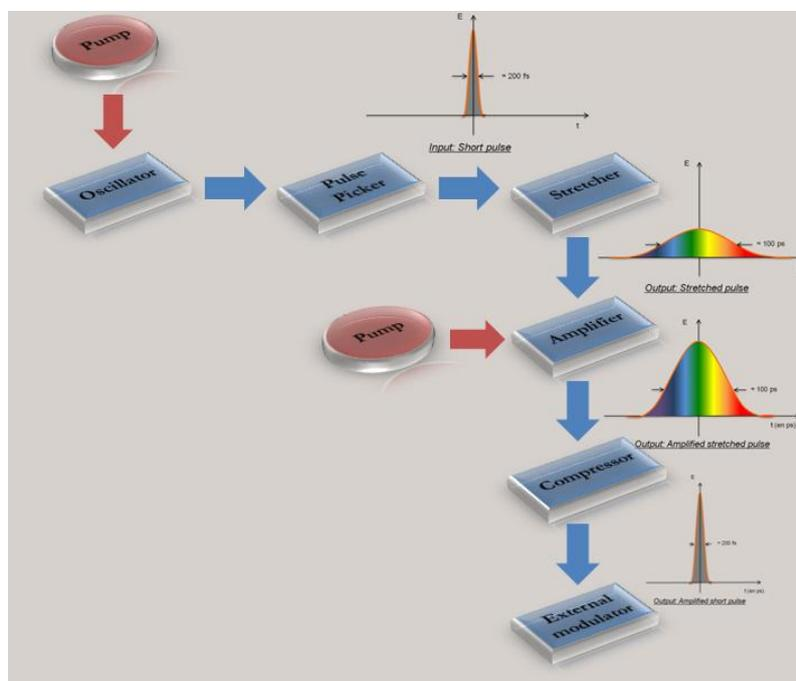 Pump
E
≈ 200 fs
t
Input: Short pulse
Oscillator
Pulse
Picker
Stretcher
E
≈ 100 ps
Output: Stretched pulse
Pump
Amplifier
E
≈ 100 ps
t (en ps)
Output: Amplified stretched pulse
Compressor
E
≈ 200 fs
t (en ps)
Output: Amplified short pulse
External
modulator